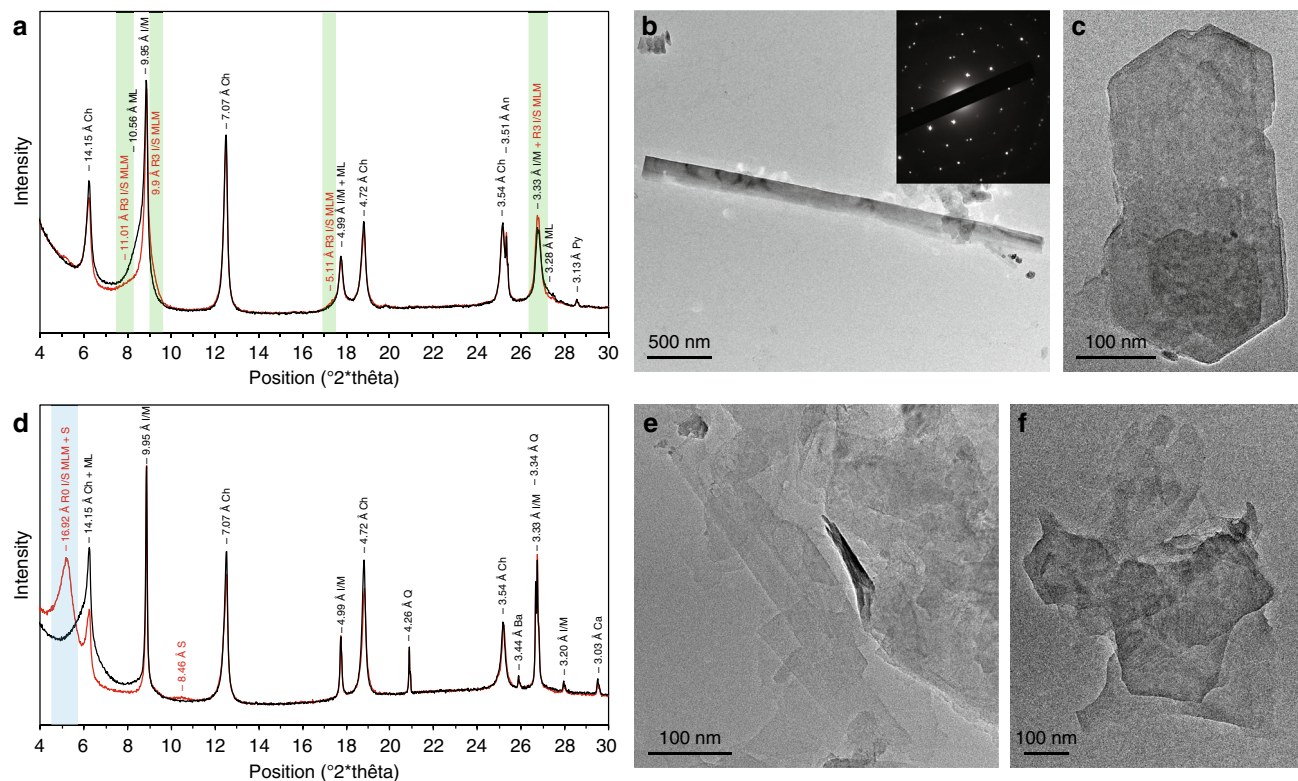 a
Intensity
14.15 Å Ch
11.01 Å R3 I/S MLM
10.56 Å ML
9.95 Å I/M
9.9 Å R3 I/S MLM
7.07 Å Ch
5.11 Å R3 I/S MLM
4.99 Å I/M + ML
4.72 Å Ch
3.54 Å Ch
3.51 Å An
3.33 Å I/M + R3 I/S MLM
3.28 Å ML
3.13 Å Py
4 6 8 10 12 14 16 18 20 22 24 26 28 30
Position (°2*thêta)
b
500 nm
c
100 nm
d
Intensity
16.92 Å R0 I/S MLM + S
14.15 Å Ch + ML
9.95 Å I/M
8.46 Å S
7.07 Å Ch
4.99 Å I/M
4.72 Å Ch
4.26 Å Q
3.54 Å Ch
3.44 Å Ba
3.33 Å I/M
3.34 Å Q
3.20 Å I/M
3.03 Å Ca
4 6 8 10 12 14 16 18 20 22 24 26 28 30
Position (°2*thêta)
e
100 nm
f
100 nm